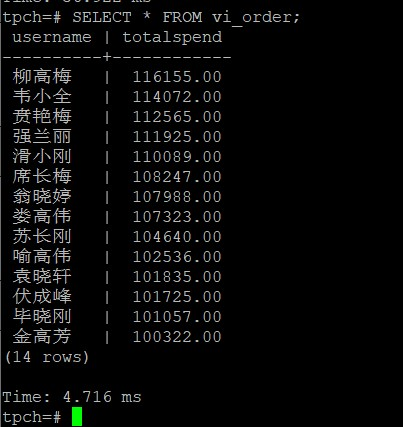 tpch=# SELECT * FROM vi_order;
username | totalspend
----------+------------
柳高梅 | 116155.00
韦小全 | 114072.00
贲艳梅 | 112565.00
强兰丽 | 111925.00
滑小刚 | 110089.00
席长梅 | 108247.00
翁晓婷 | 107988.00
娄高伟 | 107323.00
苏长刚 | 104640.00
喻高伟 | 102536.00
袁晓轩 | 101835.00
伏成峰 | 101725.00
毕晓刚 | 101057.00
金高芳 | 100322.00
(14 rows)
Time: 4.716 ms
tpch=#